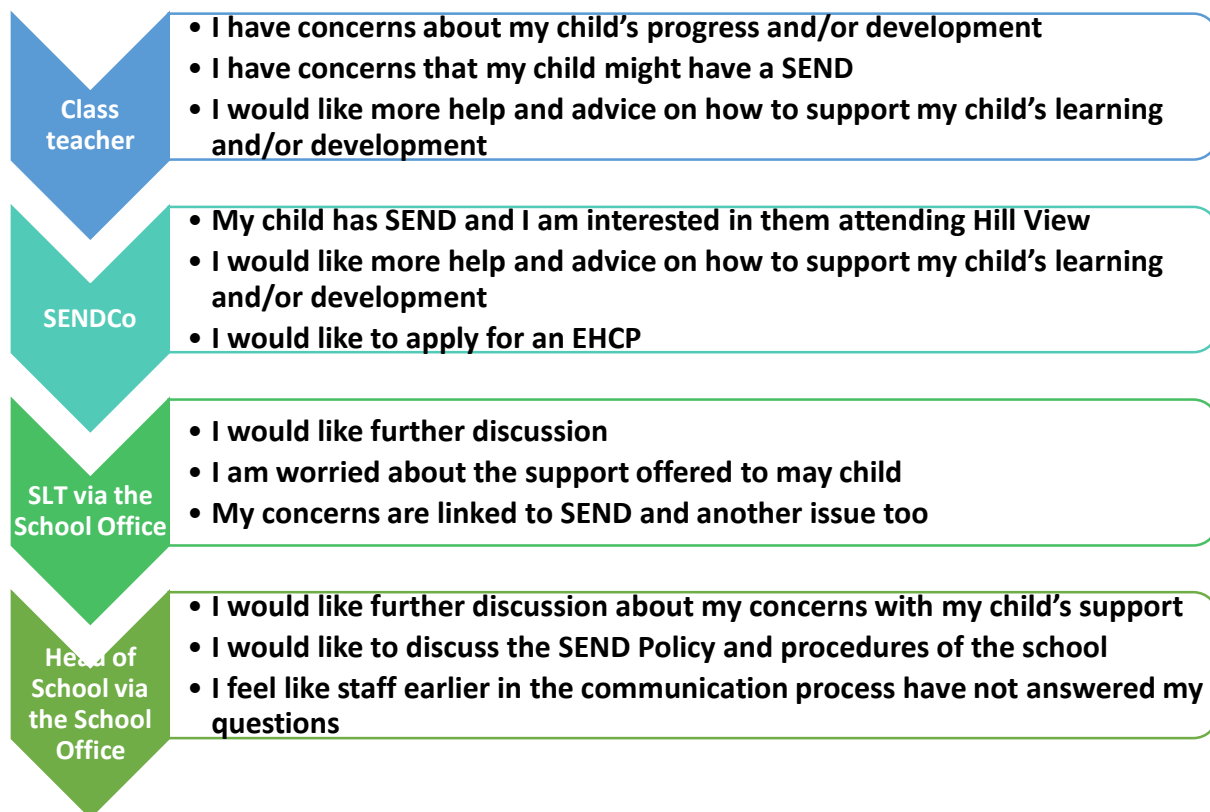 • I have concerns about my child's progress and/or development
• I have concerns that my child might have a SEND
• I would like more help and advice on how to support my child's learning
and/or development
Class
teacher
• My child has SEND and I am interested in them attending Hill View
• I would like more help and advice on how to support my child's learning
and/or development
• I would like to apply for an EHCP
SENDCo
• I would like further discussion
• I am worried about the support offered to may child
• My concerns are linked to SEND and another issue too
SLT via the
School Office
• I would like further discussion about my concerns with my child's support
• I would like to discuss the SEND Policy and procedures of the school
• I feel like staff earlier in the communication process have not answered my
questions
Head of
School via
the School
Office